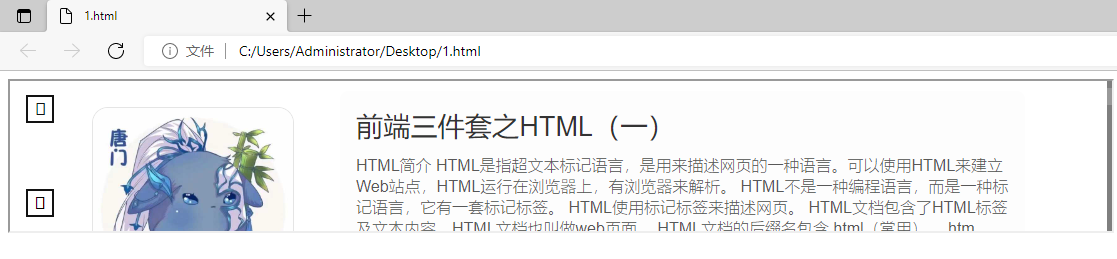 1.html
文件
C:/Users/Administrator/Desktop/1.html
唐门
前端三件套之HTML（一）
HTML简介 HTML是指超文本标记语言，是用来描述网页的一种语言。可以使用HTML来建立
Web站点，HTML运行在浏览器上，有浏览器来解析。 HTML不是一种编程语言，而是一种标
记语言，它有一套标记标签。 HTML使用标记标签来描述网页。 HTML文档包含了HTML标签
及文本内容，HTML文档也叫做web页面。 HTML文档的后缀名包含.html（常用）、.htm